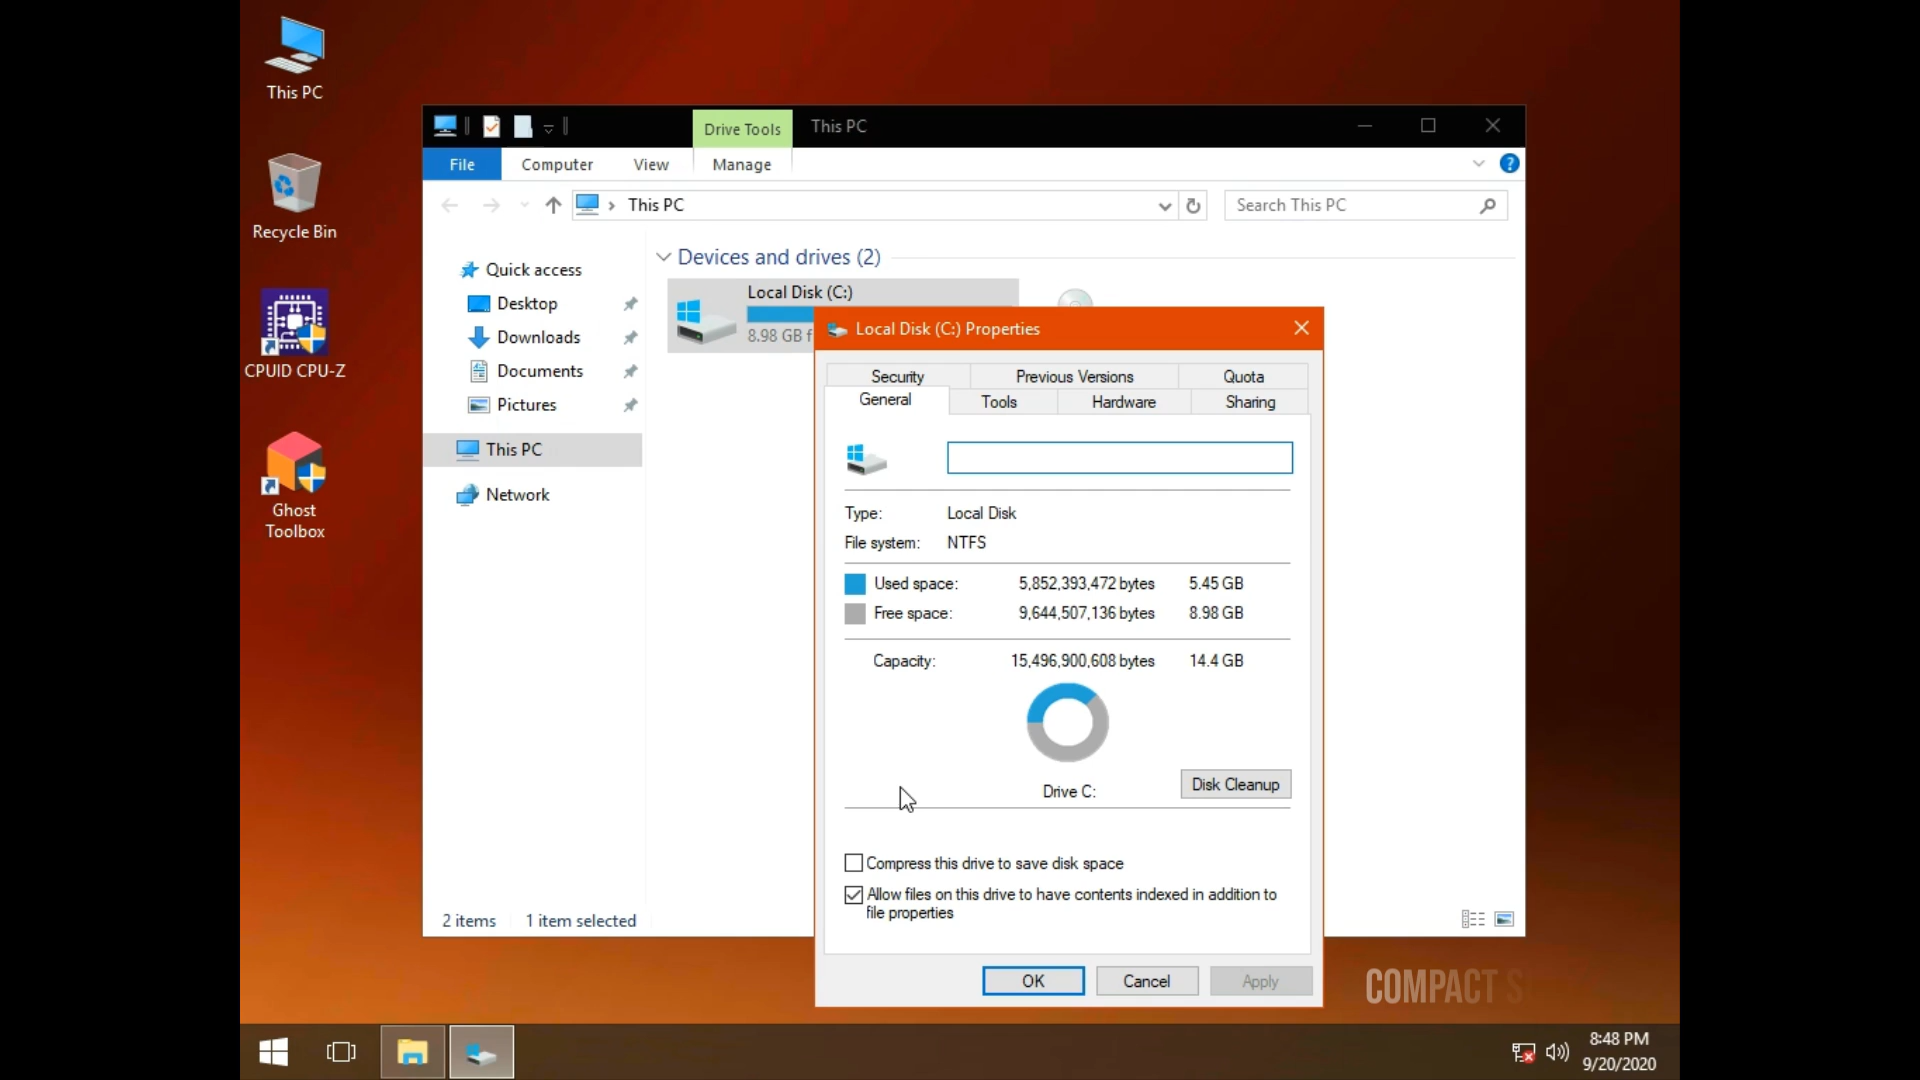 This PC
Recycle Bin
CPUID CPU-Z
Ghost
Toolbox
Drive Tools
This PC
File
Computer
View
Manage
?
This PC
Search This PC
Quick access
Desktop
Downloads
Documents
Pictures
This PC
Network
Devices and drives (2)
Local Disk (C:)
8.98 GB f
2 items
1 item selected
Local Disk (C:) Properties
Security
Previous Versions
Quota
General
Tools
Hardware
Sharing
Type: Local Disk
File system: NTFS
Used space: 5,852,393,472 bytes 5.45 GB
Free space: 9,644,507,136 bytes 8.98 GB
Capacity: 15,496,900,608 bytes 14.4 GB
Drive C:
Disk Cleanup
Compress this drive to save disk space
Allow files on this drive to have contents indexed in addition to
file properties
OK
Cancel
Apply
COMPACT S
8:48 PM
9/20/2020